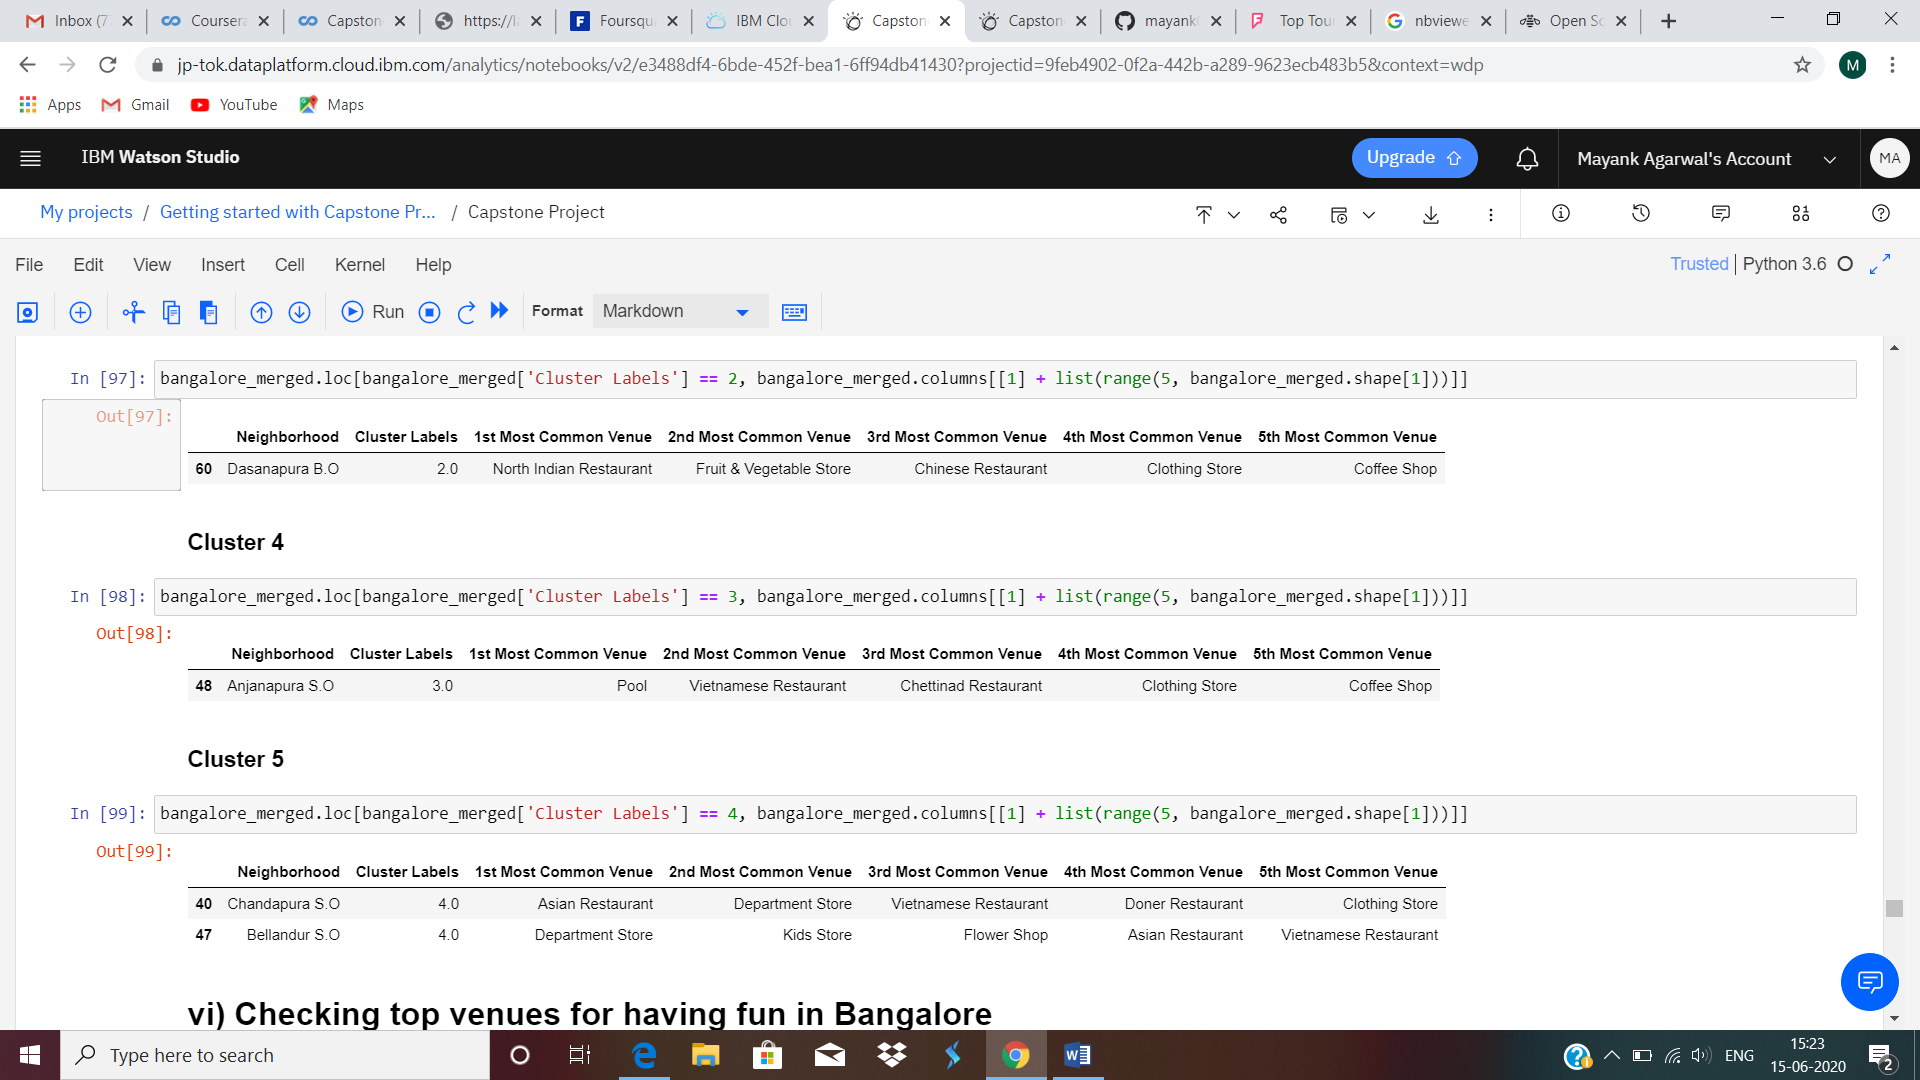 Inbox (7
Coursera
Capston
https://la
Foursqua
IBM Clou
Capston
Capston
mayank
Top Tour
nbviewe
Open So
jp-tok.dataplatform.cloud.ibm.com/analytics/notebooks/v2/e3488df4-6bde-452f-bea1-6ff94db41430?projectid=9feb4902-0f2a-442b-a289-9623ecb483b5&context=wdp
M
Apps Gmail YouTube Maps
IBM Watson Studio
Upgrade
Mayank Agarwal's Account
MA
My projects / Getting started with Capstone Pr... / Capstone Project
File Edit View Insert Cell Kernel Help
Trusted | Python 3.6
Run
Format Markdown
In [97]: bangalore_merged.loc[bangalore_merged['Cluster Labels'] == 2, bangalore_merged.columns[[1] + list(range(5, bangalore_merged.shape[1]))]]
Out[97]:
Neighborhood Cluster Labels 1st Most Common Venue 2nd Most Common Venue 3rd Most Common Venue 4th Most Common Venue 5th Most Common Venue
60 Dasanapura B.O 2.0 North Indian Restaurant Fruit & Vegetable Store Chinese Restaurant Clothing Store Coffee Shop
Cluster 4
In [98]: bangalore_merged.loc[bangalore_merged['Cluster Labels'] == 3, bangalore_merged.columns[[1] + list(range(5, bangalore_merged.shape[1]))]]
Out[98]:
Neighborhood Cluster Labels 1st Most Common Venue 2nd Most Common Venue 3rd Most Common Venue 4th Most Common Venue 5th Most Common Venue
48 Anjanapura S.O 3.0 Pool Vietnamese Restaurant Chettinad Restaurant Clothing Store Coffee Shop
Cluster 5
In [99]: bangalore_merged.loc[bangalore_merged['Cluster Labels'] == 4, bangalore_merged.columns[[1] + list(range(5, bangalore_merged.shape[1]))]]
Out[99]:
Neighborhood Cluster Labels 1st Most Common Venue 2nd Most Common Venue 3rd Most Common Venue 4th Most Common Venue 5th Most Common Venue
40 Chandapura S.O 4.0 Asian Restaurant Department Store Vietnamese Restaurant Doner Restaurant Clothing Store
47 Bellandur S.O 4.0 Department Store Kids Store Flower Shop Asian Restaurant Vietnamese Restaurant
vi) Checking top venues for having fun in Bangalore
Type here to search
ENG
15:23
15-06-2020
2